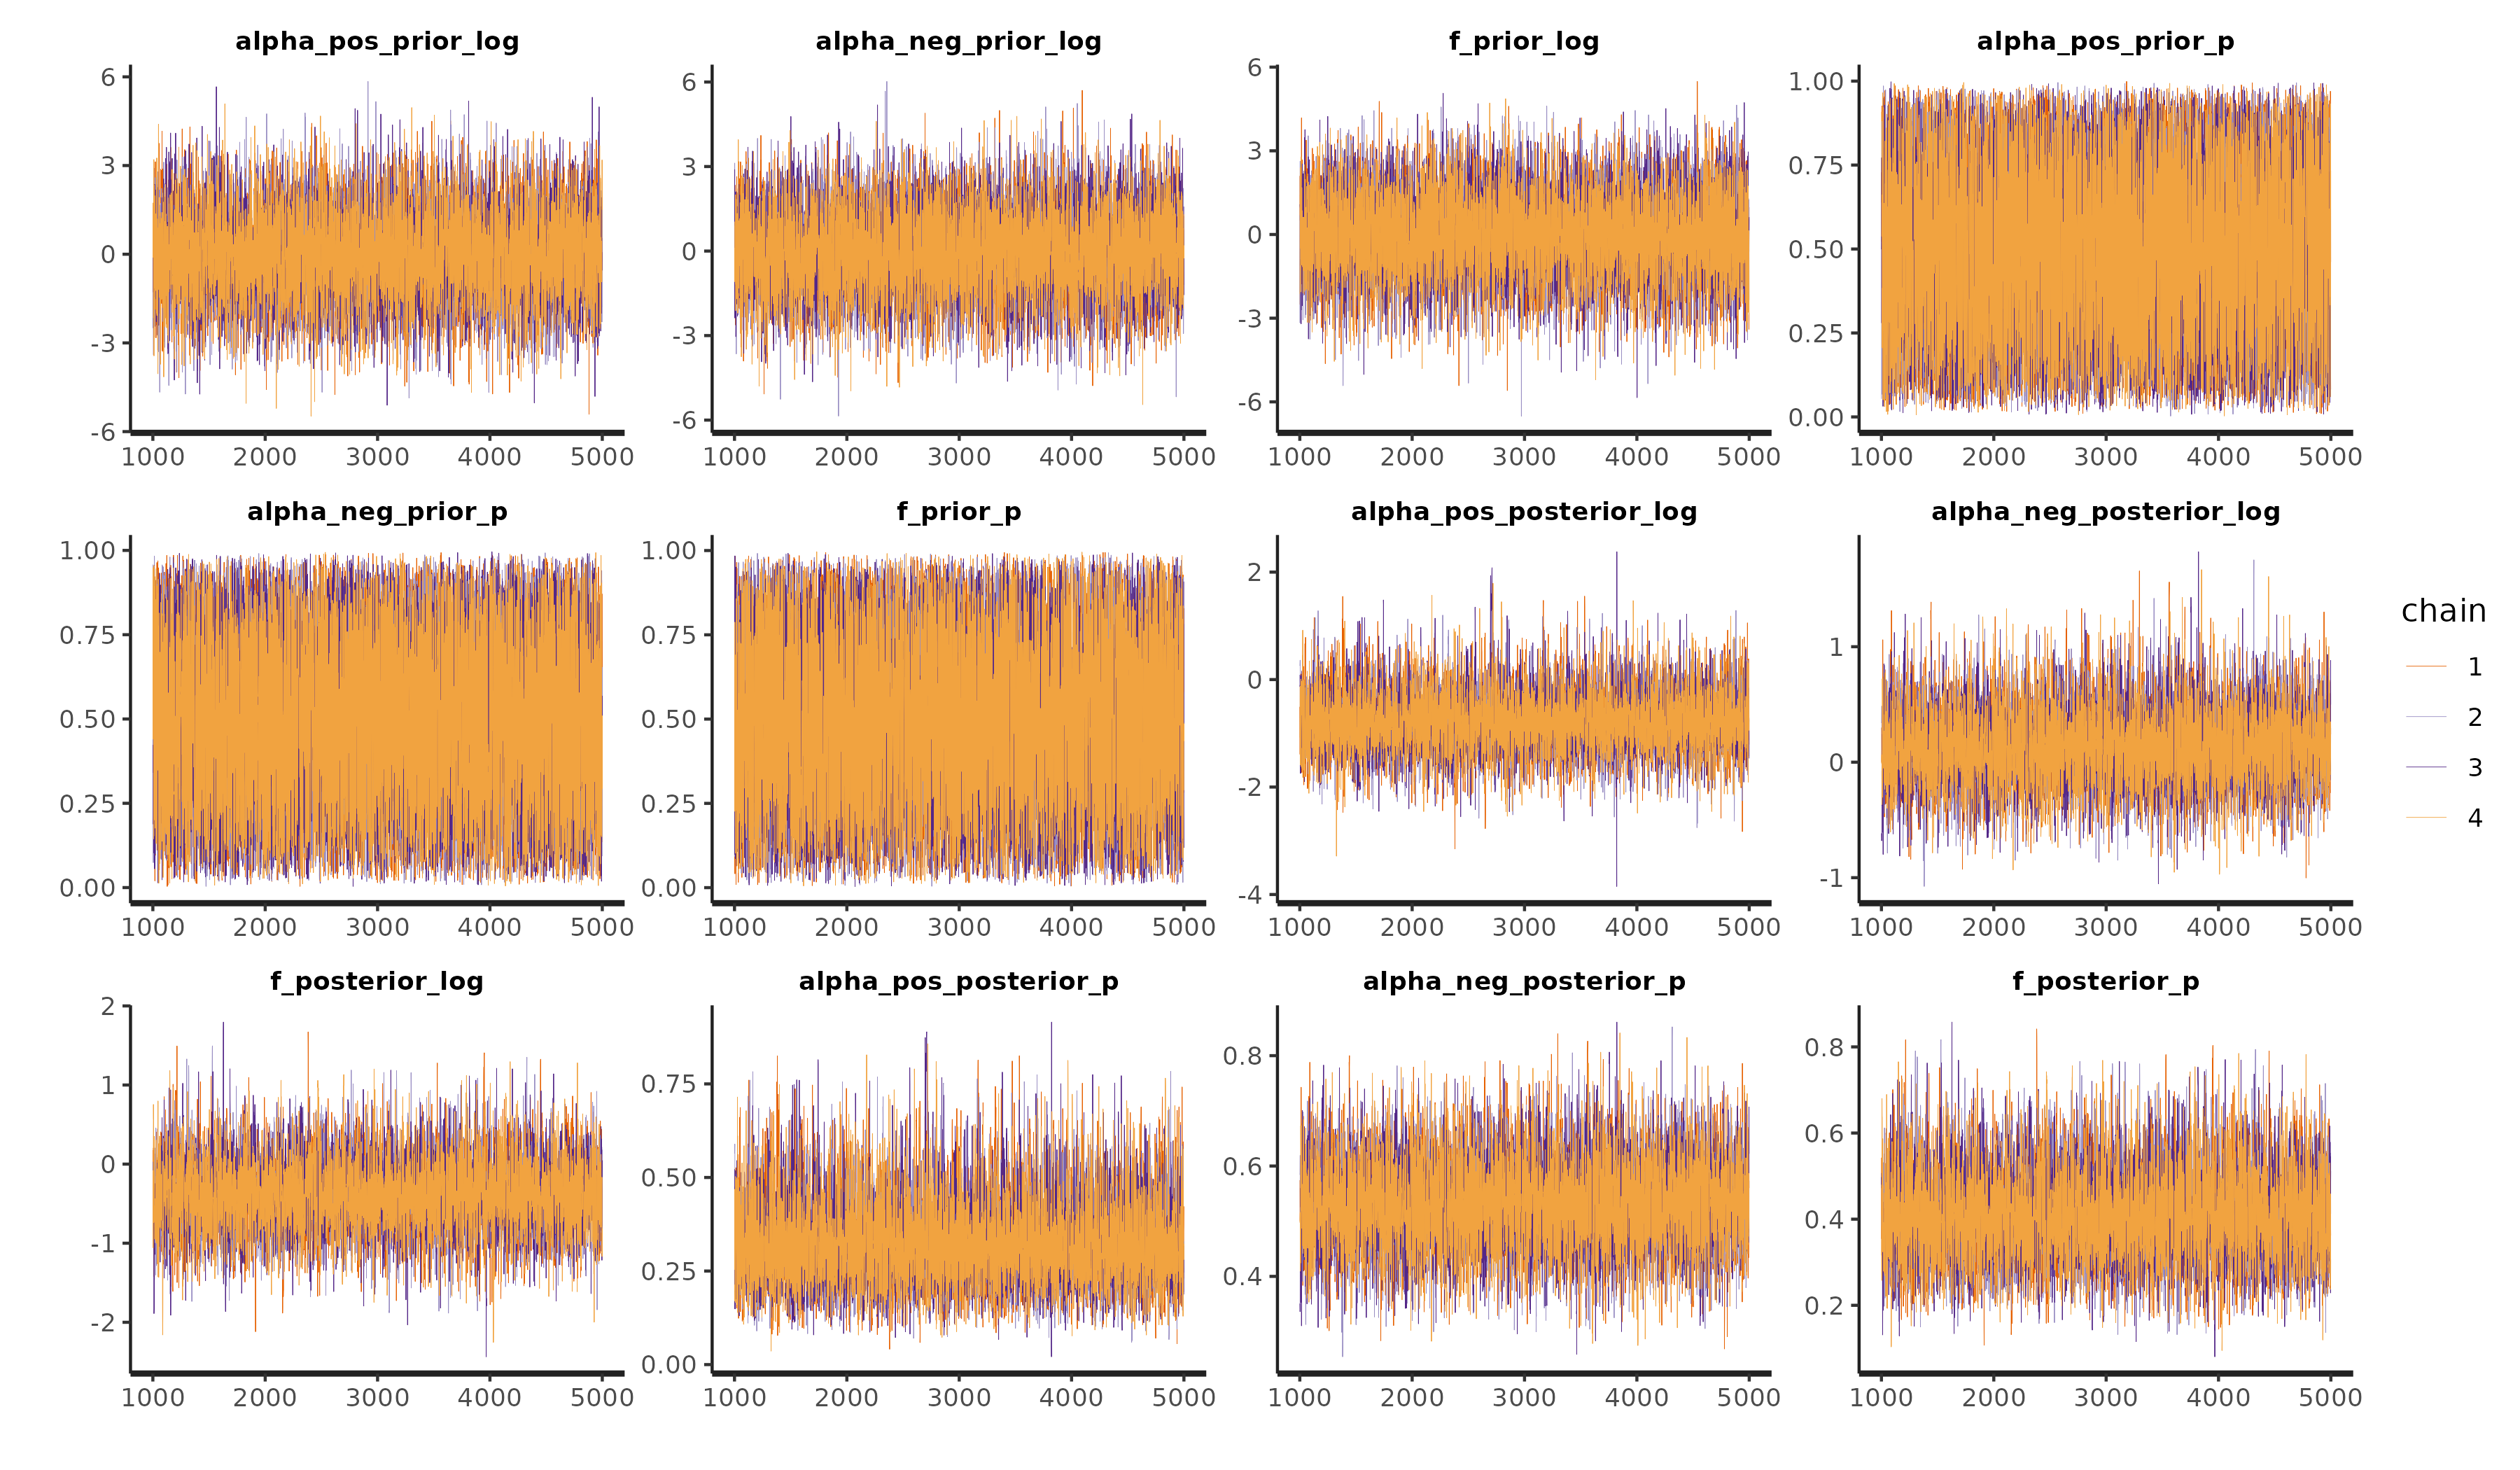 alpha_pos_prior_log
6
3
0
-3
-6
1000 2000 3000 4000 5000
alpha_neg_prior_log
6
3
0
-3
-6
1000 2000 3000 4000 5000
f_prior_log
6
3
0
-3
-6
1000 2000 3000 4000 5000
alpha_pos_prior_p
1.00
0.75
0.50
0.25
0.00
1000 2000 3000 4000 5000
alpha_neg_prior_p
1.00
0.75
0.50
0.25
0.00
1000 2000 3000 4000 5000
f_prior_p
1.00
0.75
0.50
0.25
0.00
1000 2000 3000 4000 5000
alpha_pos_posterior_log
2
0
-2
-4
1000 2000 3000 4000 5000
alpha_neg_posterior_log
1
0
-1
1000 2000 3000 4000 5000
f_posterior_log
2
1
0
-1
-2
1000 2000 3000 4000 5000
alpha_pos_posterior_p
0.75
0.50
0.25
0.00
1000 2000 3000 4000 5000
alpha_neg_posterior_p
0.8
0.6
0.4
1000 2000 3000 4000 5000
f_posterior_p
0.8
0.6
0.4
0.2
1000 2000 3000 4000 5000
chain
1
2
3
4